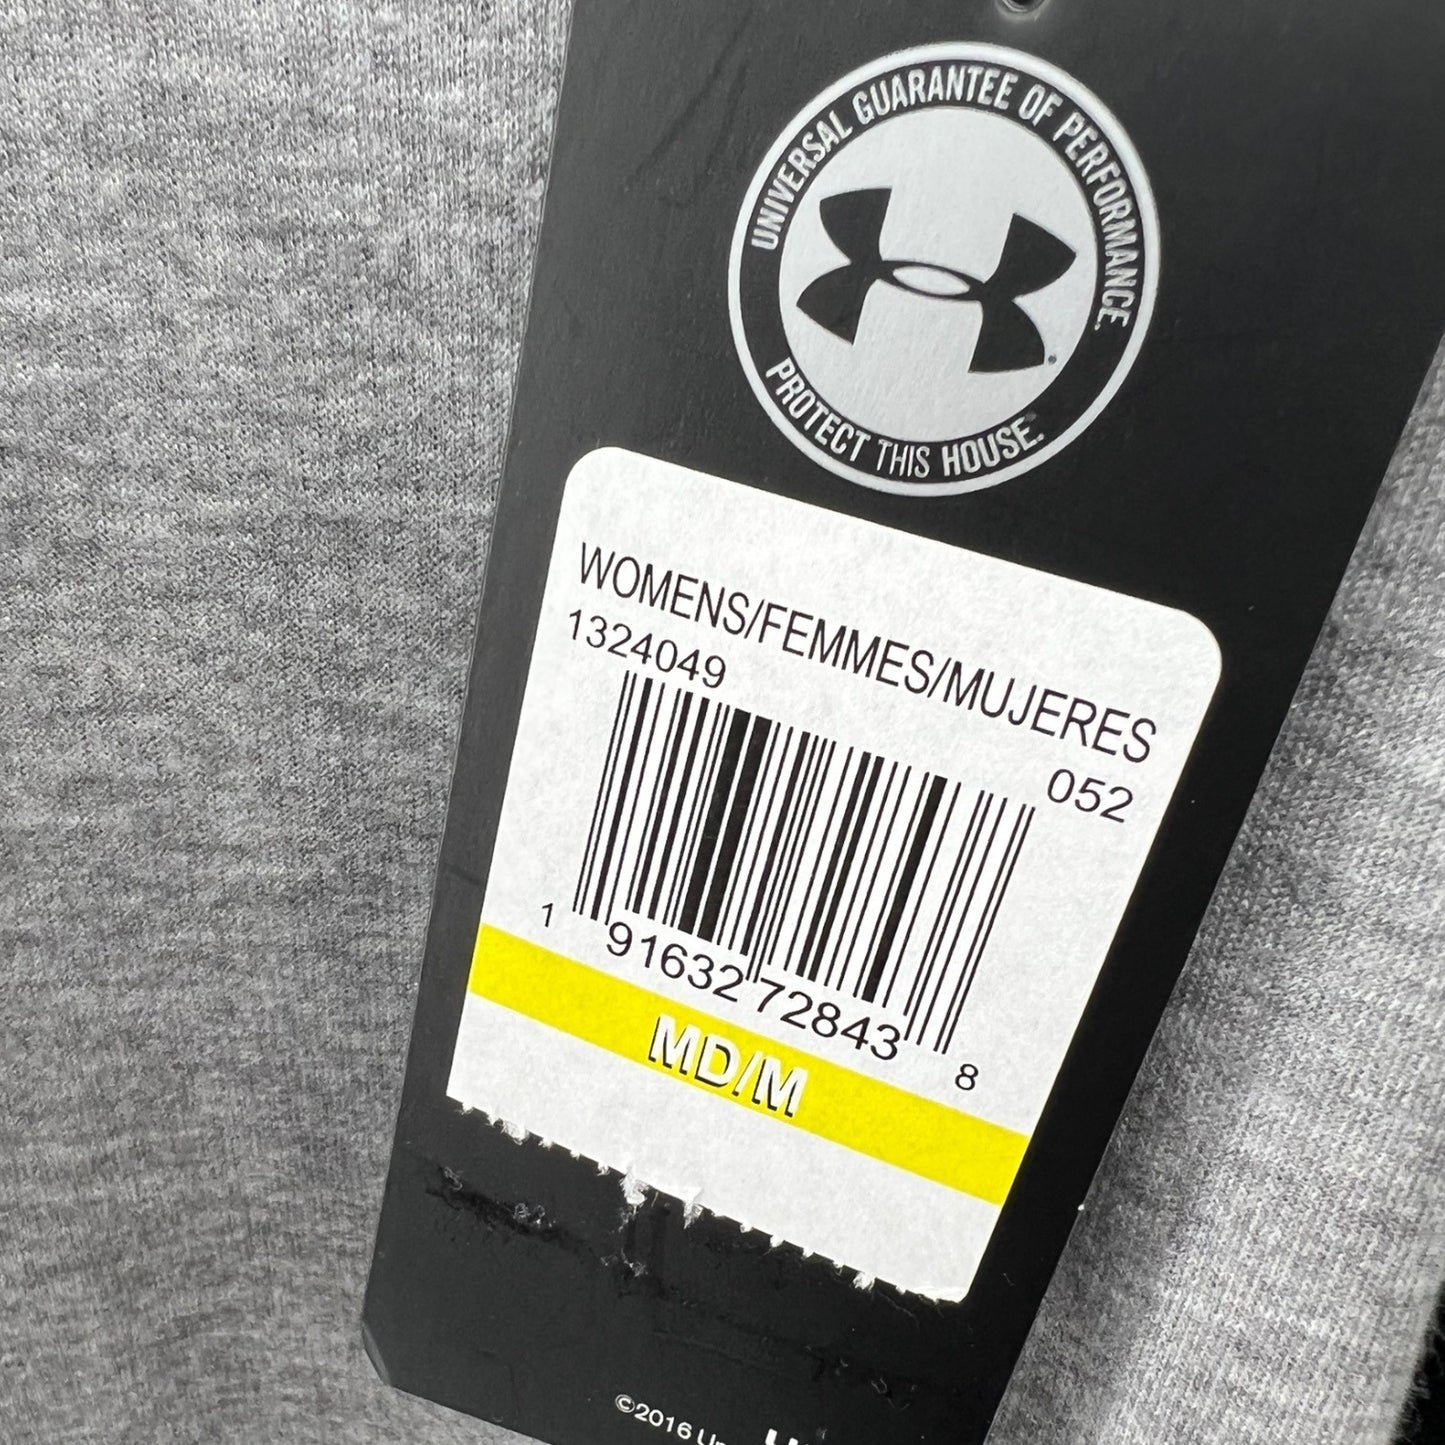 UNIVERSAL GUARANTEE OF PERFORMANCE.
PROTECT THIS HOUSE.
WOMENS/FEMMES/MUJERES
1324049
052
1 91632 72843 8
MD/M
©2016